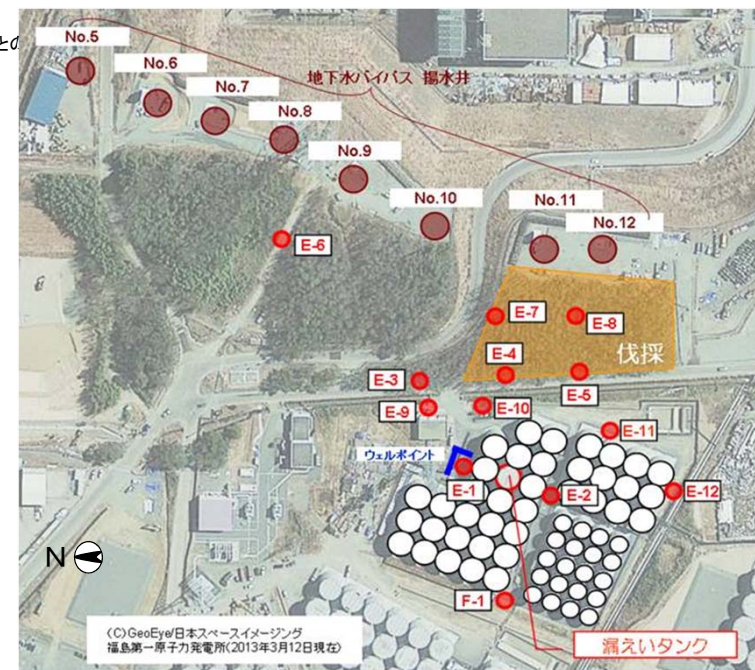 との
No.5
No.6
No.7
地下水バイパス 揚水井
No.8
No.9
No.10
No.11
No.12
E-6
E-7
E-8
伐採
E-4
E-3
E-5
E-9
E-10
E-11
ウェルポイント
E-1
E-2
E-12
N
F-1
(C)GeoEye/日本スペースイメージング
福島第一原子力発電所(2013年3月12日現在)
漏えいタンク